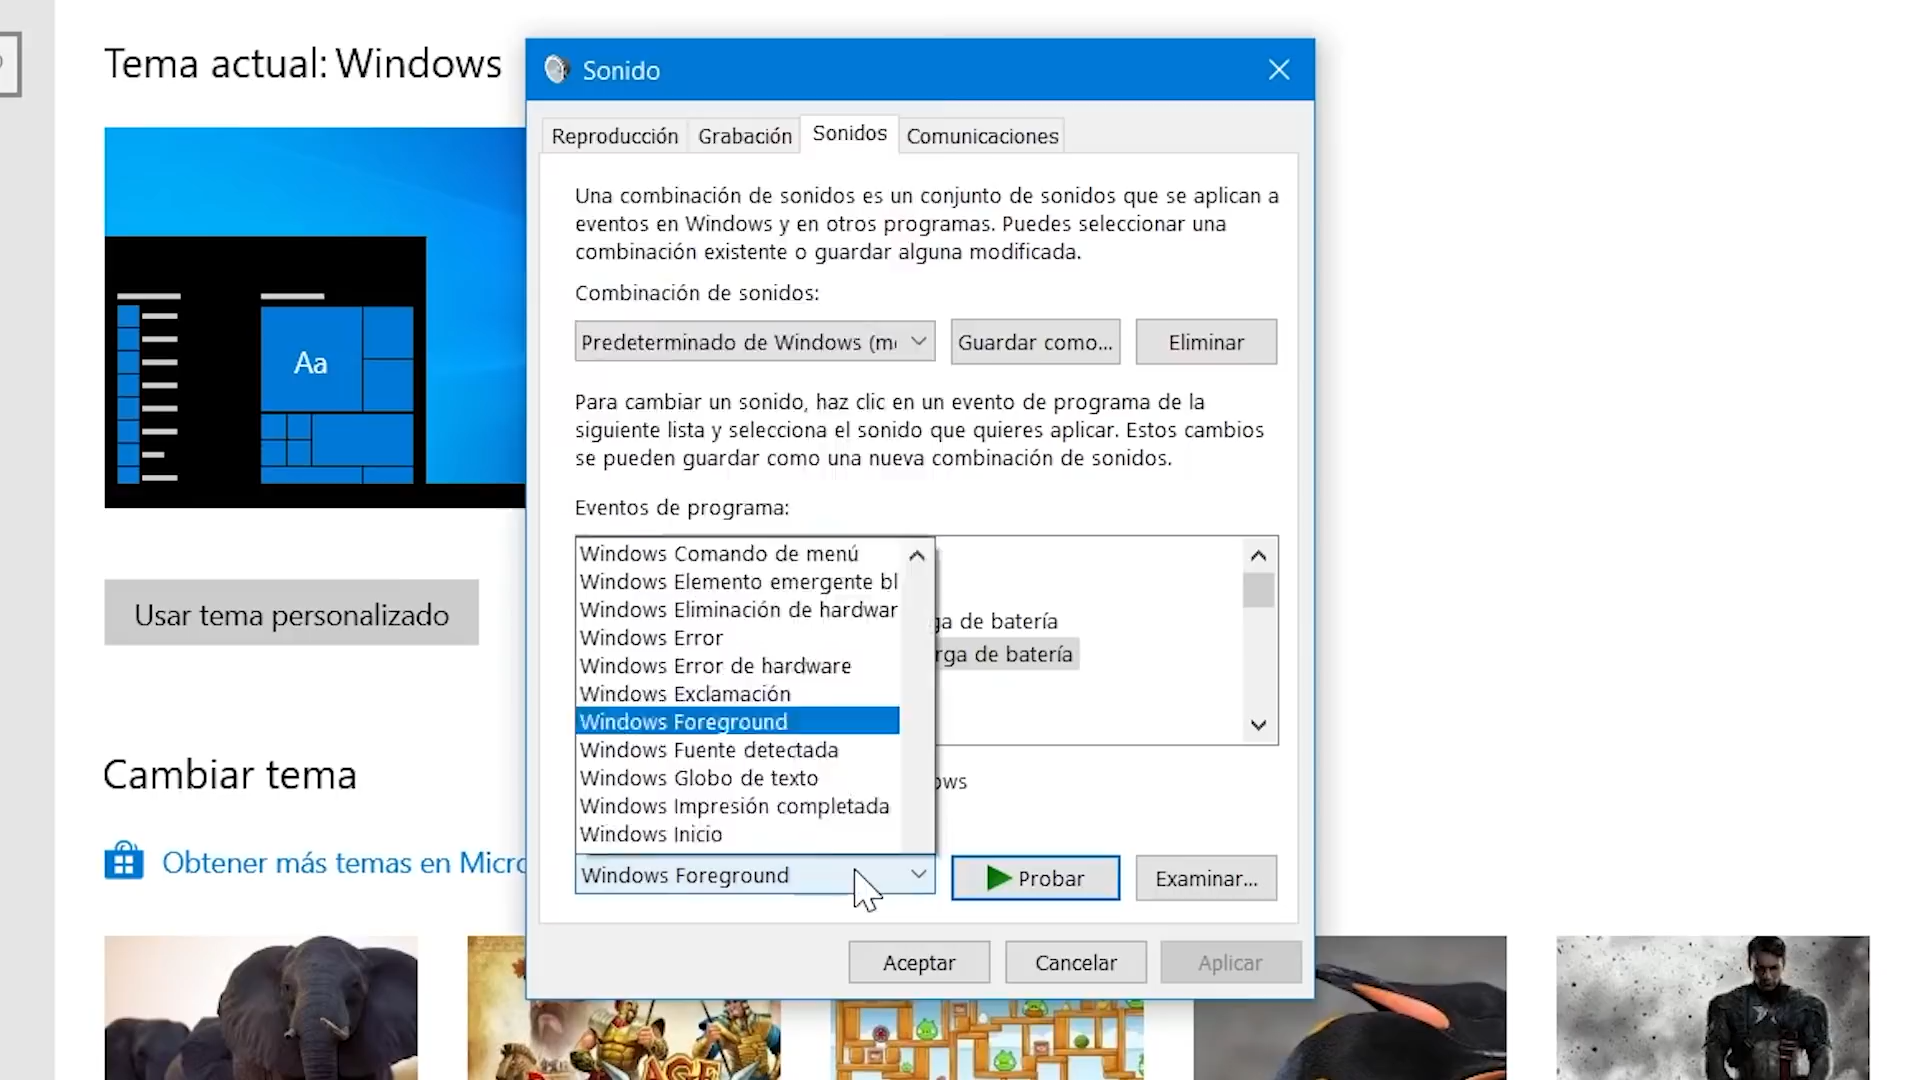 Tema actual: Windows
Aa
Usar tema personalizado
Cambiar tema
Obtener más temas en Micro
Sonido
Reproducción
Grabación
Sonidos
Comunicaciones
Una combinación de sonidos es un conjunto de sonidos que se aplican a
eventos en Windows y en otros programas. Puedes seleccionar una
combinación existente o guardar alguna modificada.
Combinación de sonidos:
Predeterminado de Windows (m
Guardar como...
Eliminar
Para cambiar un sonido, haz clic en un evento de programa de la
siguiente lista y selecciona el sonido que quieres aplicar. Estos cambios
se pueden guardar como una nueva combinación de sonidos.
Eventos de programa:
Windows Comando de menú
Windows Elemento emergente bl
Windows Eliminación de hardwar
Windows Error
Windows Error de hardware
Windows Exclamación
Windows Foreground
Windows Fuente detectada
Windows Globo de texto
Windows Impresión completada
Windows Inicio
ga de batería
rga de batería
ows
Windows Foreground
Probar
Examinar...
Aceptar
Cancelar
Aplicar
AGE